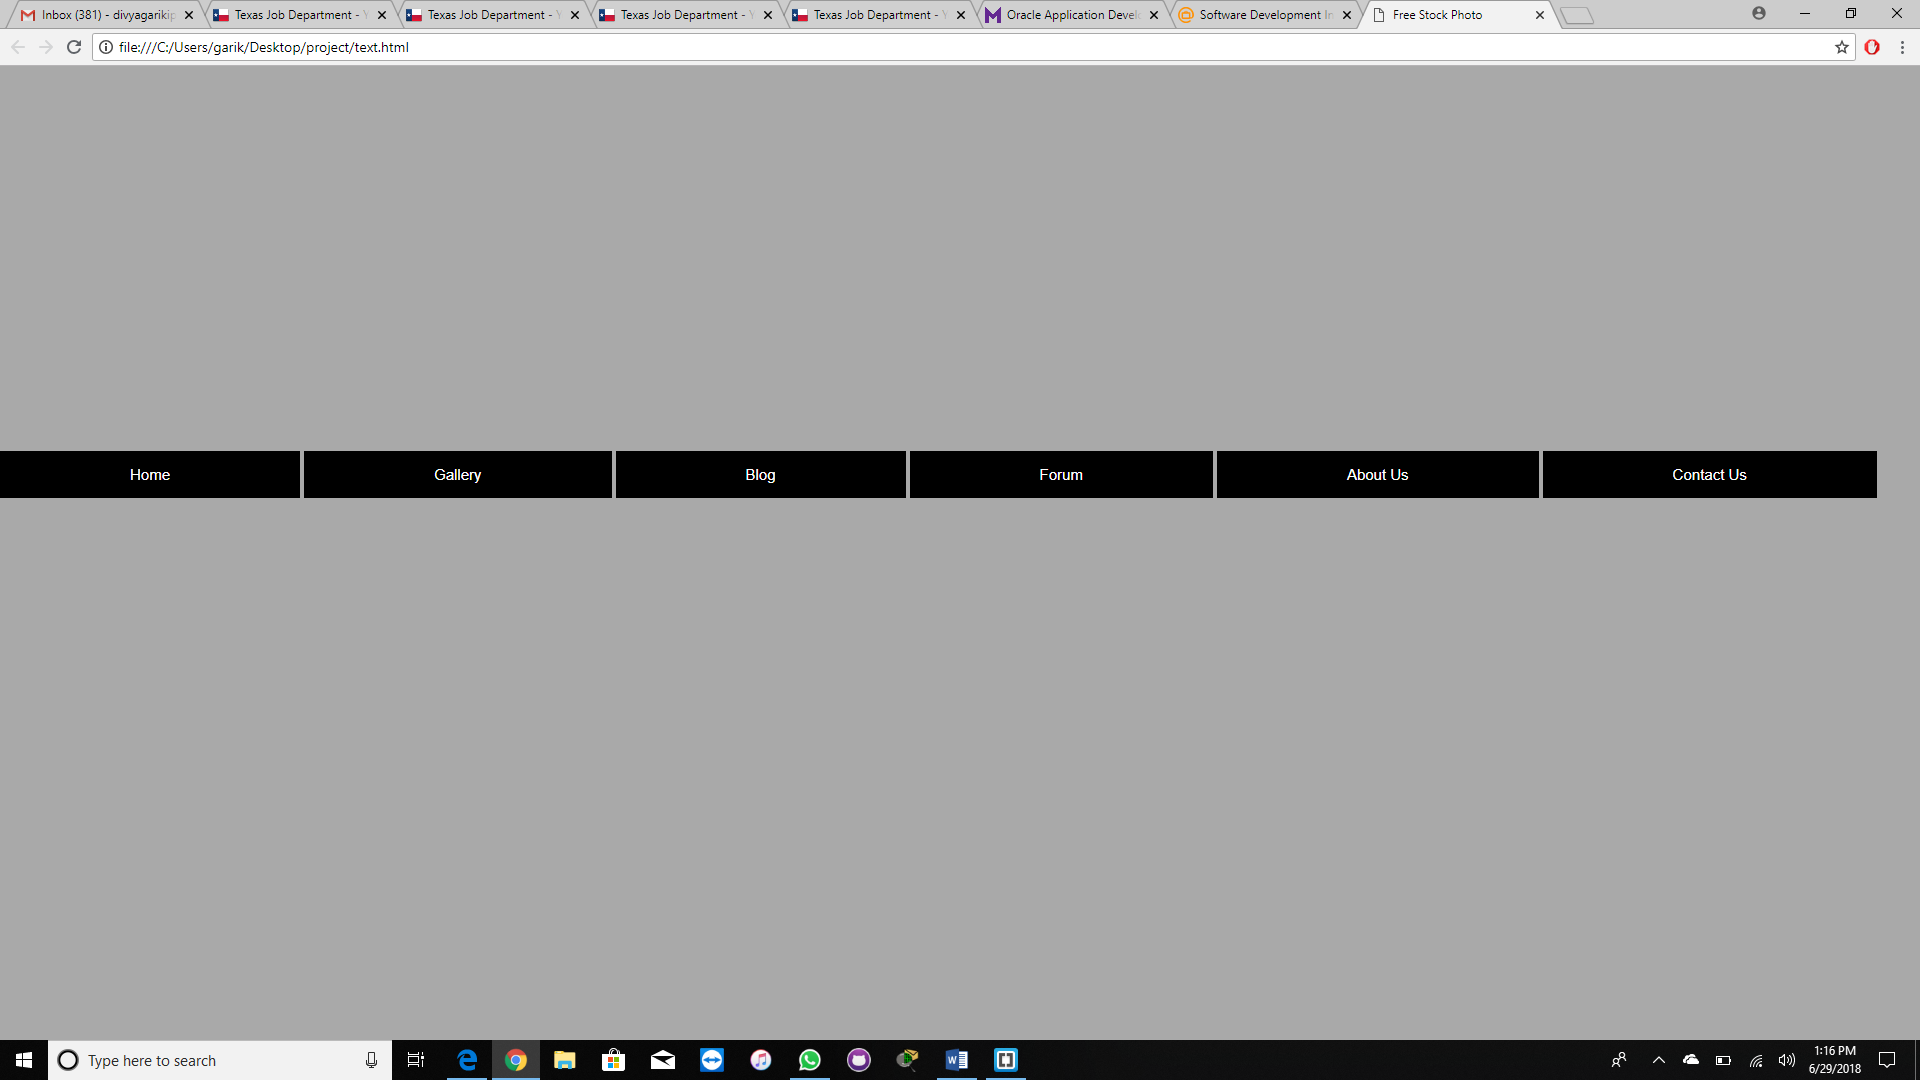 Inbox (381) - divyagarikip
Texas Job Department - Y
Texas Job Department - Y
Texas Job Department - Y
Texas Job Department - Y
Oracle Application Devel
Software Development In
Free Stock Photo
file:///C:/Users/garik/Desktop/project/text.html
Home
Gallery
Blog
Forum
About Us
Contact Us
Type here to search
1:16 PM
6/29/2018